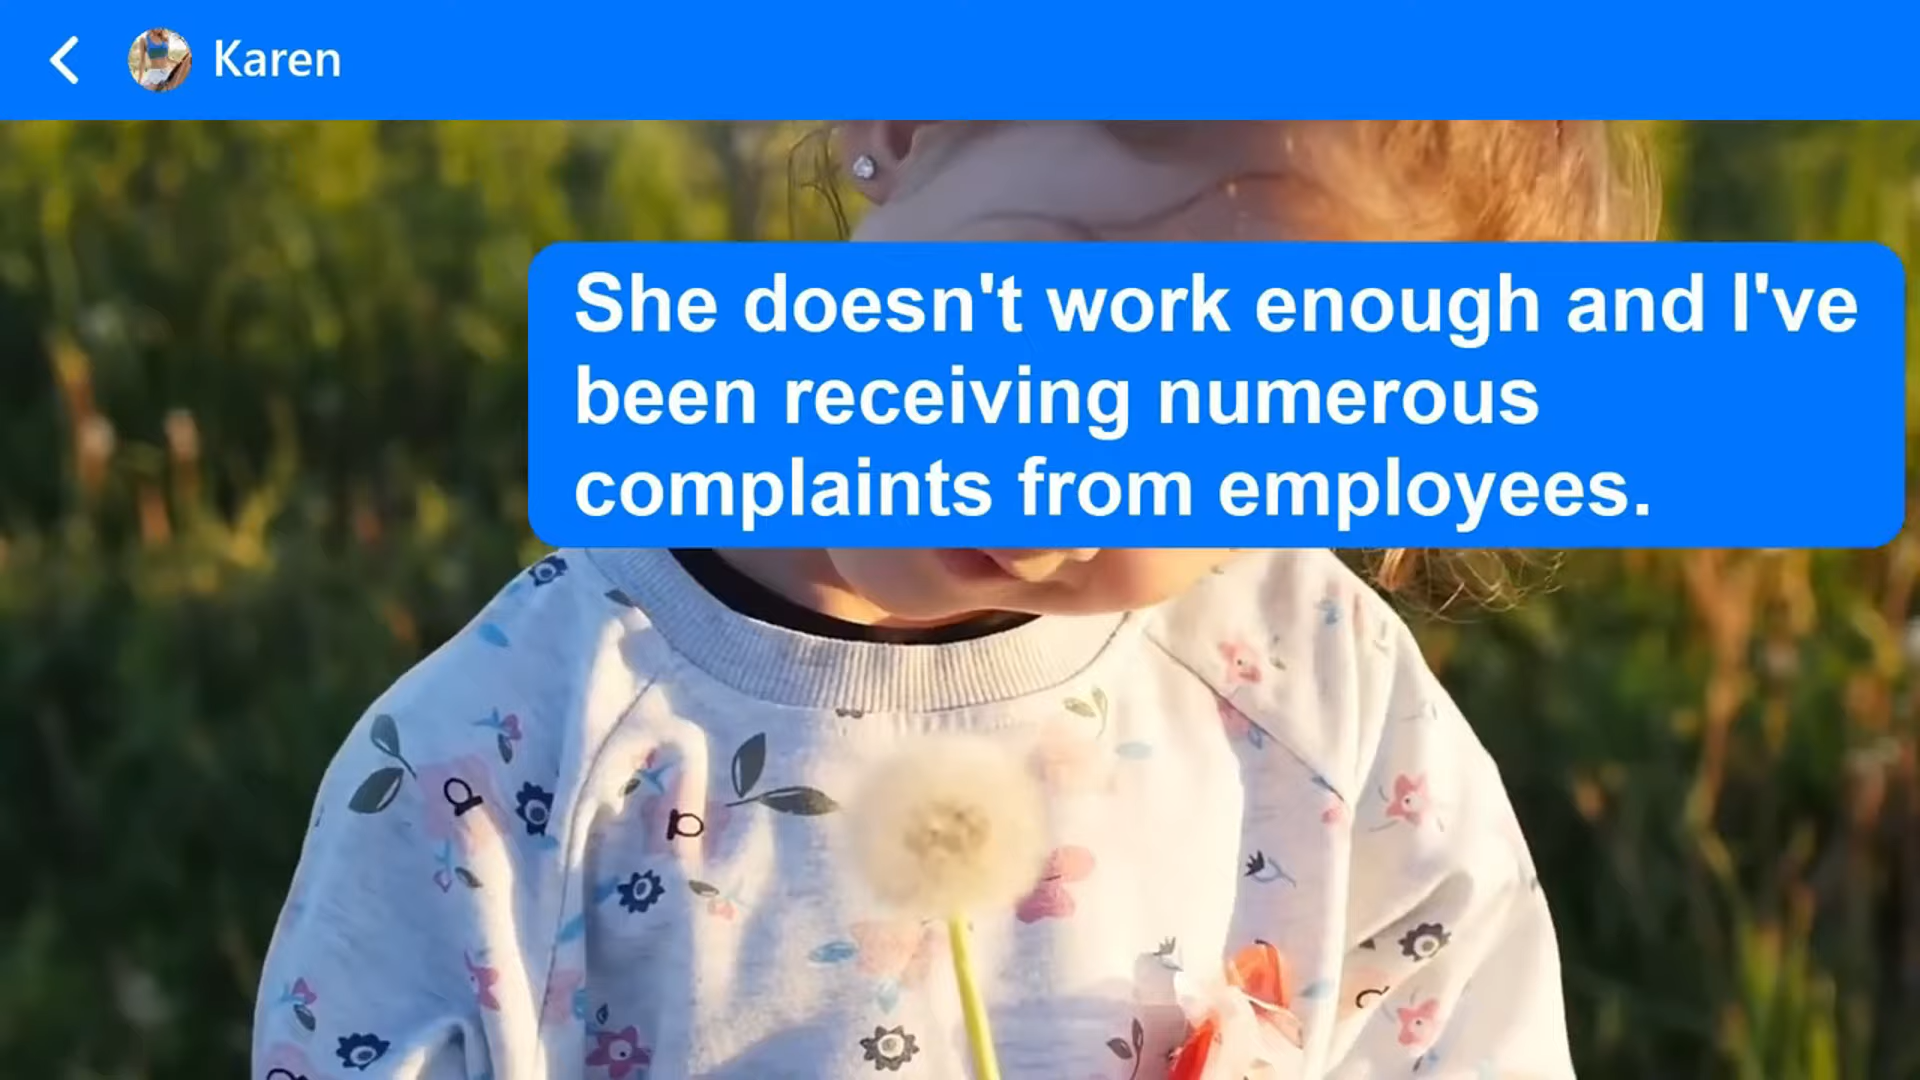 Karen
She doesn't work enough and I've
been receiving numerous
complaints from employees.